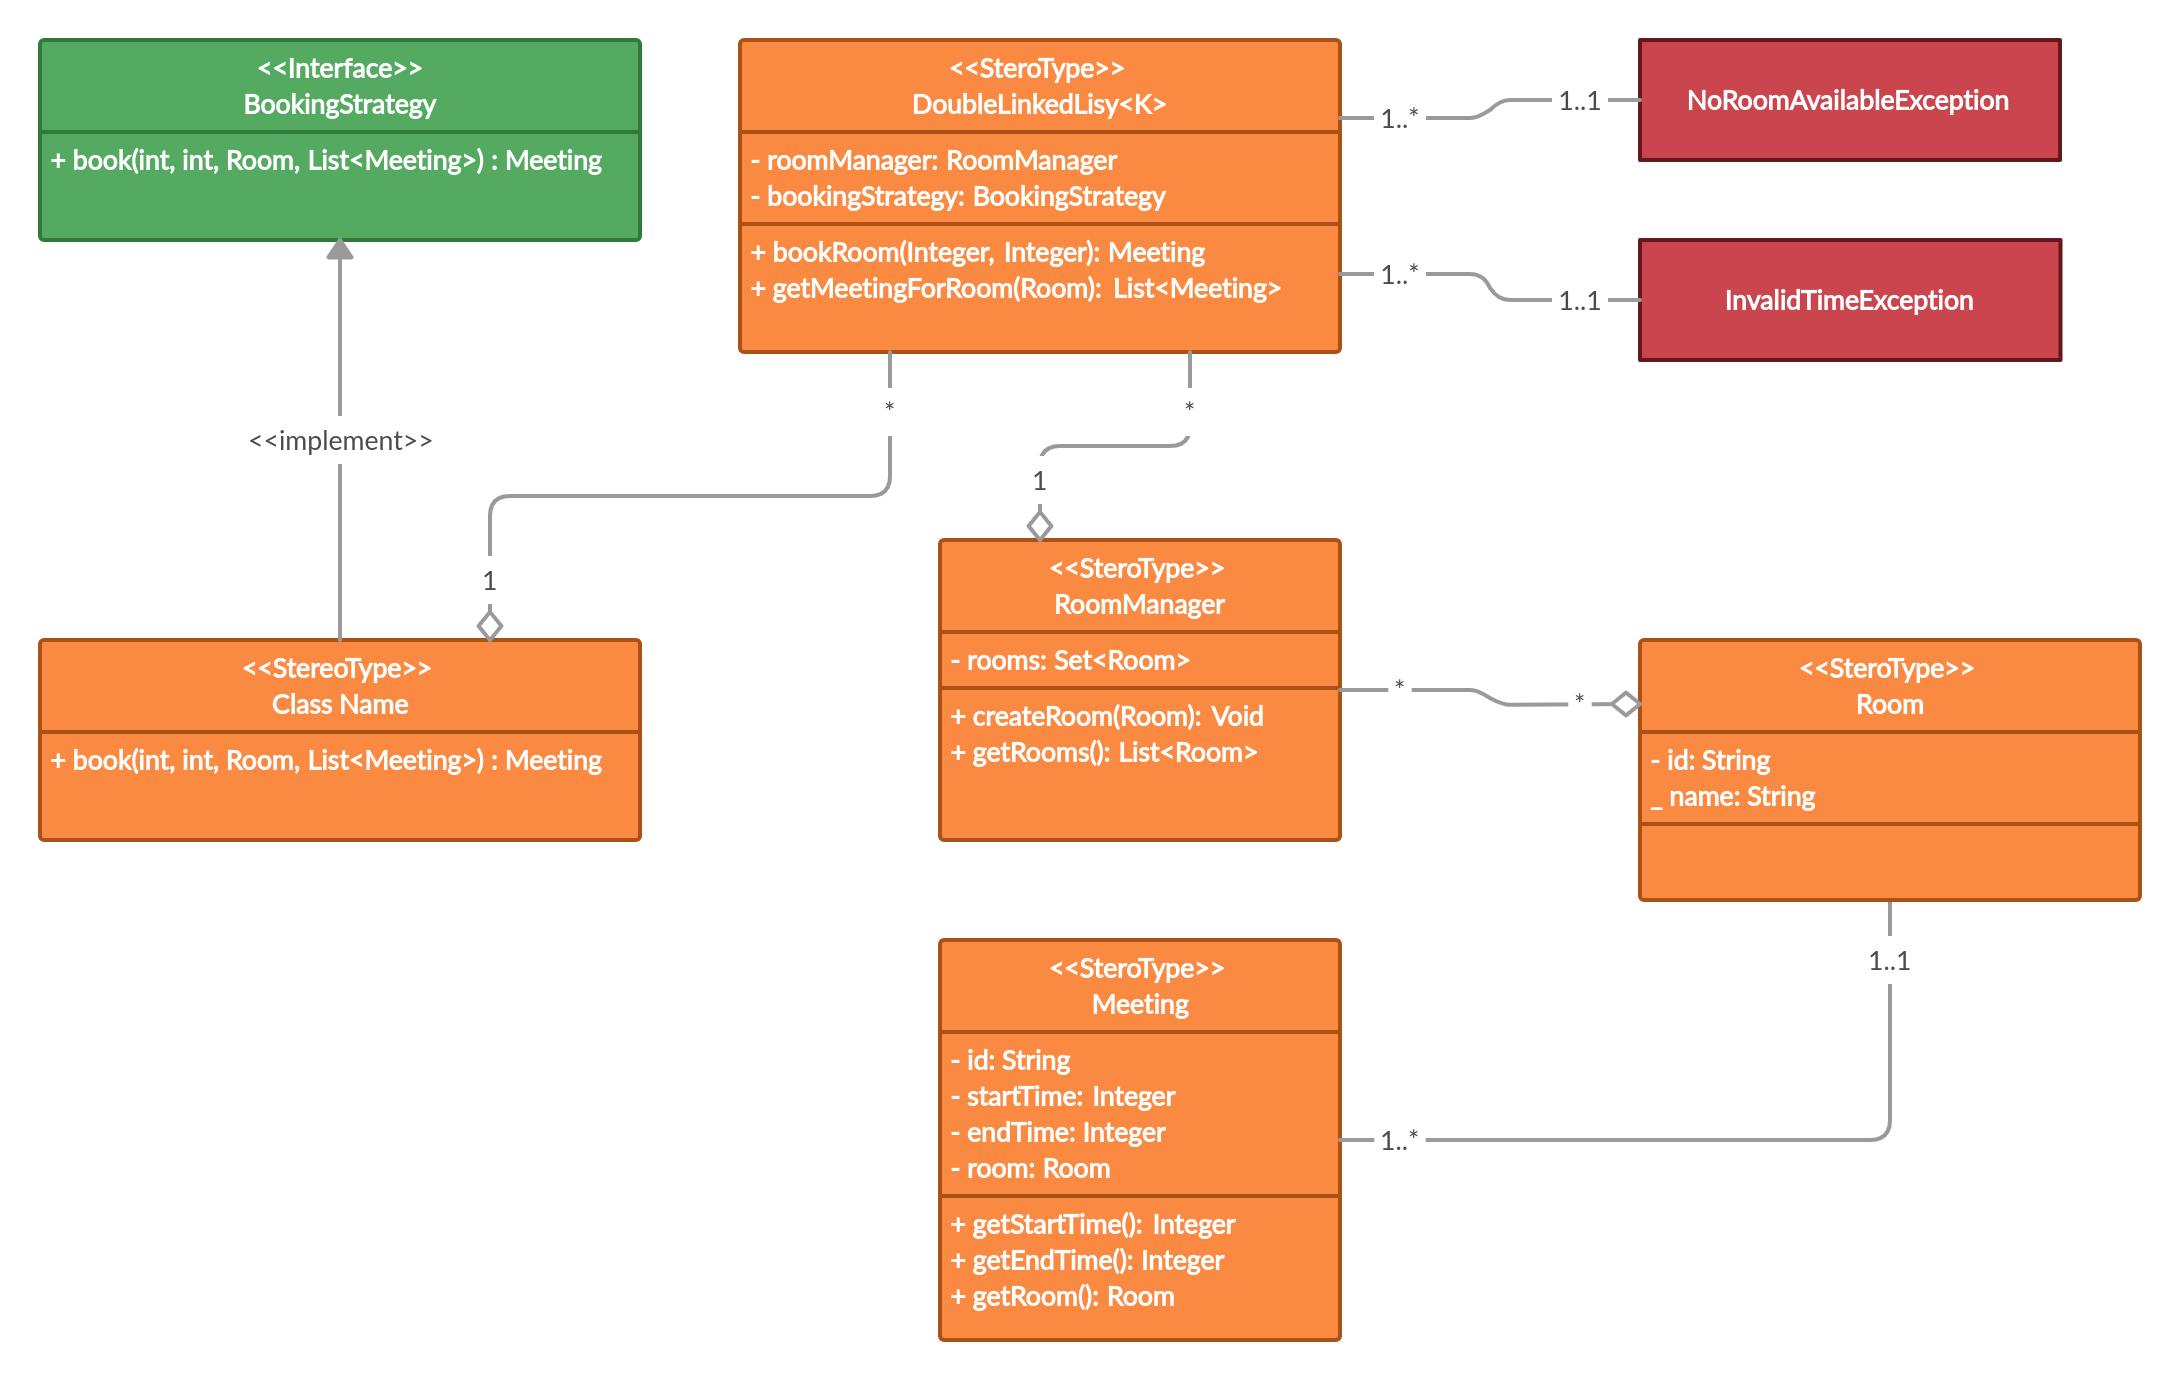 <<Interface>>
BookingStrategy
+ book(int, int, Room, List<Meeting>) : Meeting
<<SteroType>>
DoubleLinkedLisy<K>
- roomManager: RoomManager
- bookingStrategy: BookingStrategy
+ bookRoom(Integer, Integer): Meeting
+ getMeetingForRoom(Room): List<Meeting>
1..*
1..1
NoRoomAvailableException
1..*
1..1
InvalidTimeException
*
*
<<implement>>
1
1
<<StereoType>>
Class Name
+ book(int, int, Room, List<Meeting>) : Meeting
<<SteroType>>
RoomManager
- rooms: Set<Room>
+ createRoom(Room): Void
+ getRooms(): List<Room>
*
*
<<SteroType>>
Room
- id: String
_ name: String
1..1
<<SteroType>>
Meeting
- id: String
- startTime: Integer
- endTime: Integer
- room: Room
+ getStartTime(): Integer
+ getEndTime(): Integer
+ getRoom(): Room
1..*